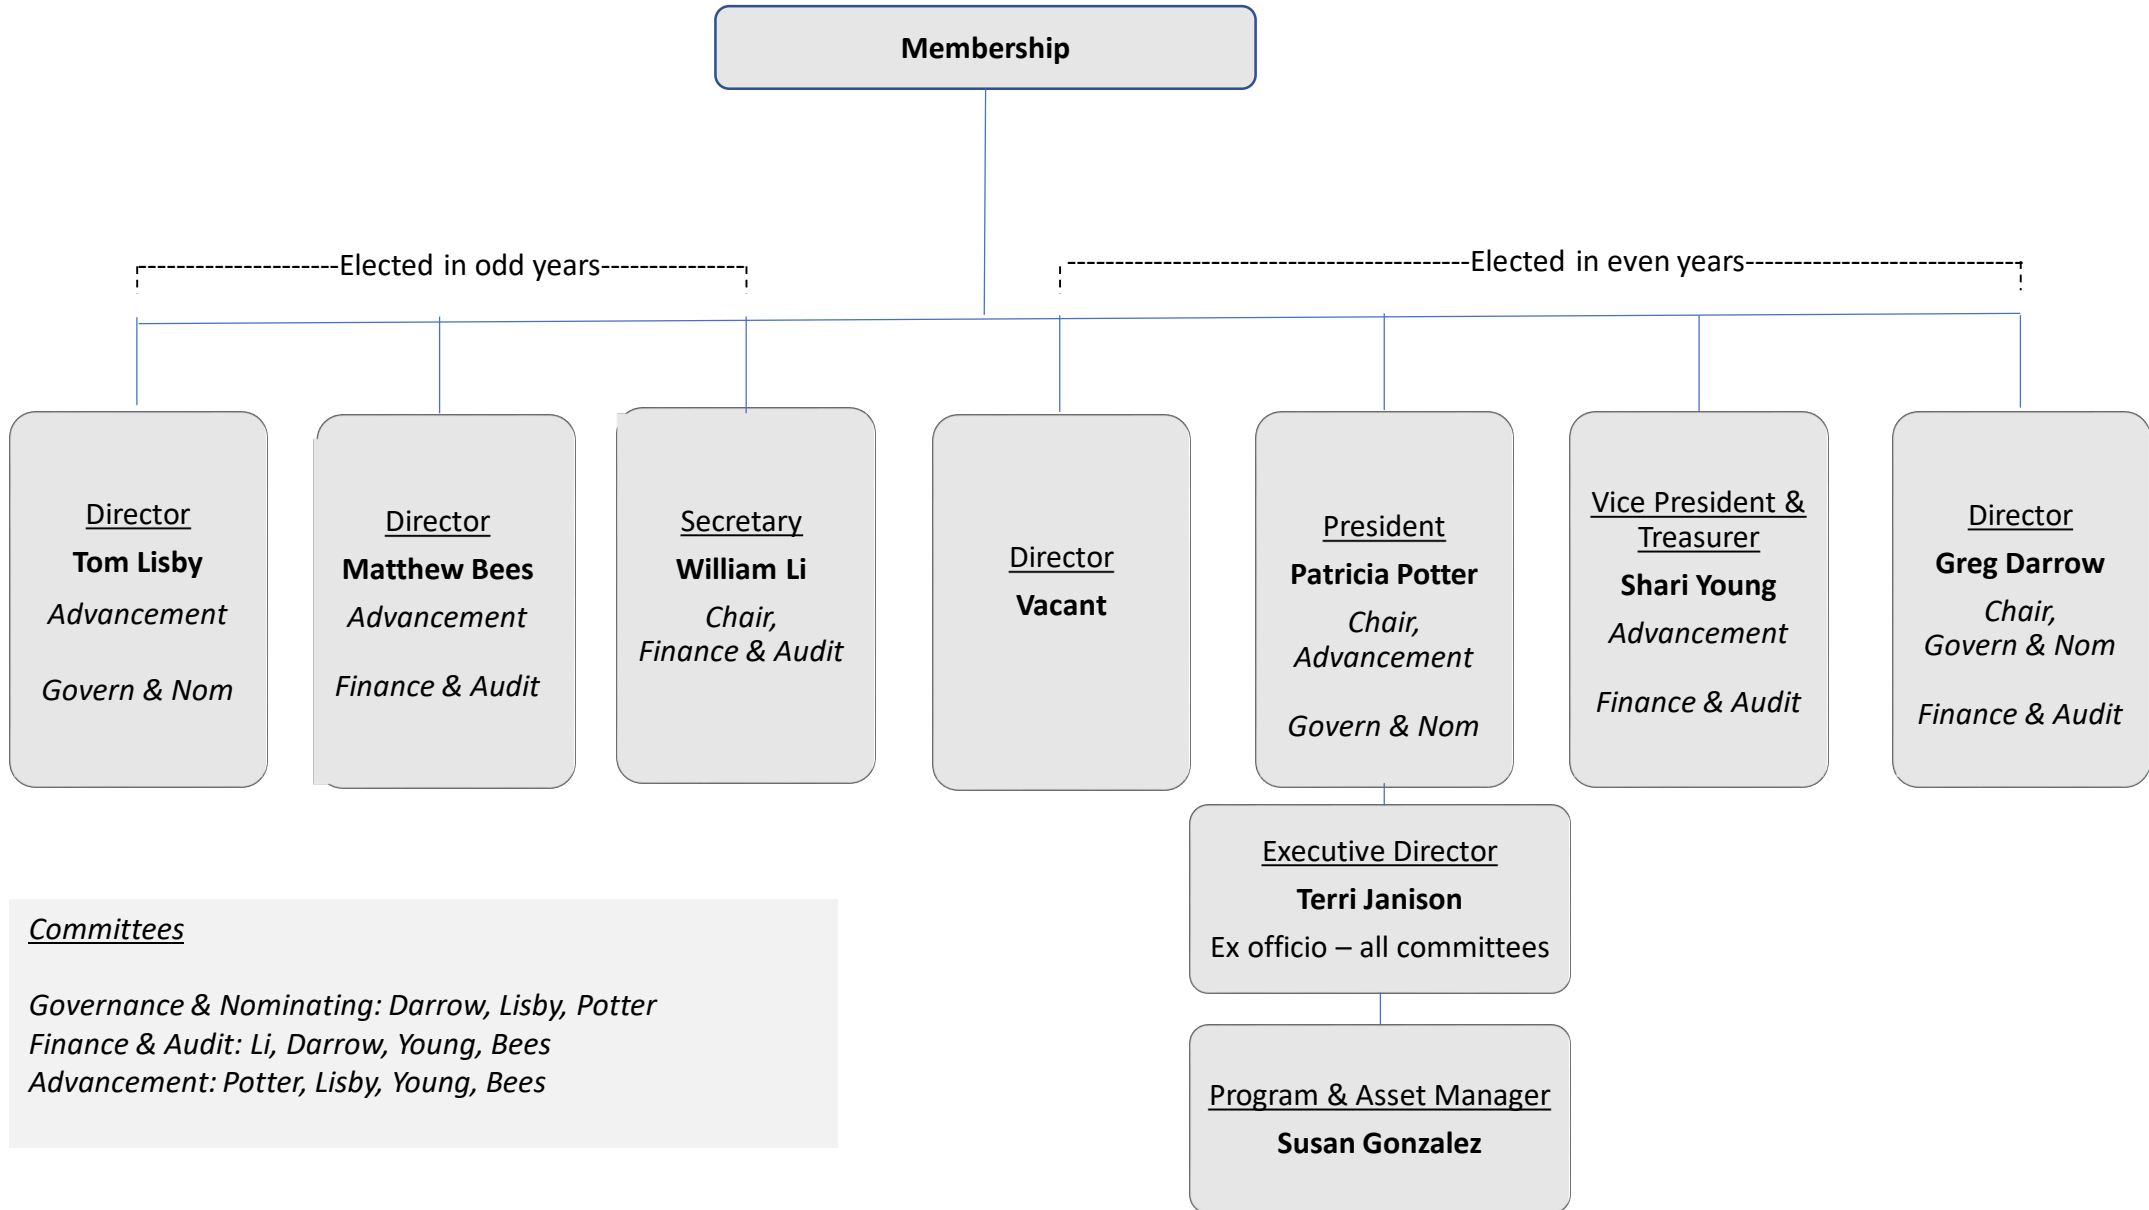 Membership
Elected in odd years
Elected in even years
Director
Tom Lisby
Advancement
Govern & Nom
Director
Matthew Bees
Advancement
Finance & Audit
Secretary
William Li
Chair,
Finance & Audit
Director
Vacant
President
Patricia Potter
Chair,
Advancement
Govern & Nom
Vice President &
Treasurer
Shari Young
Advancement
Finance & Audit
Director
Greg Darrow
Chair,
Govern & Nom
Finance & Audit
Executive Director
Terri Janison
Ex officio – all committees
Program & Asset Manager
Susan Gonzalez
Committees
Governance & Nominating: Darrow, Lisby, Potter
Finance & Audit: Li, Darrow, Young, Bees
Advancement: Potter, Lisby, Young, Bees